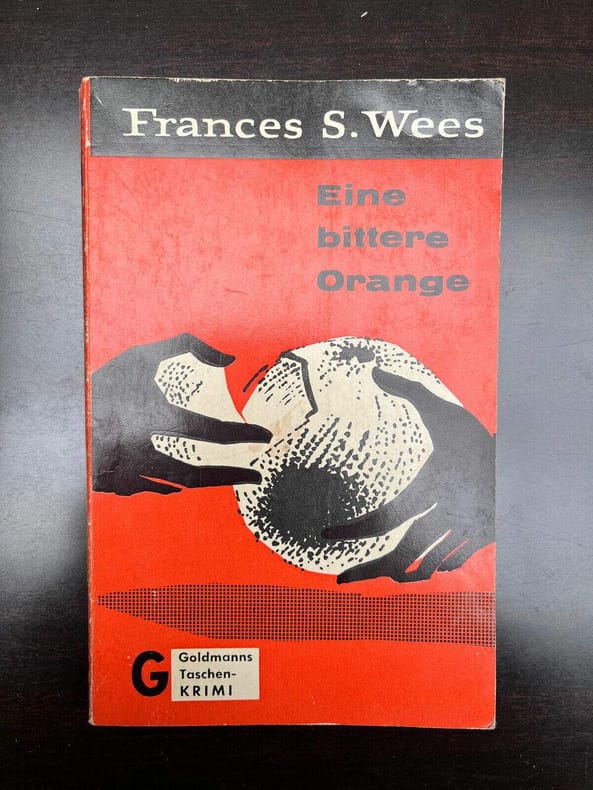 Frances S. Wees
Eine
bittere
Orange
G
Goldmanns
Taschen-
KRIMI